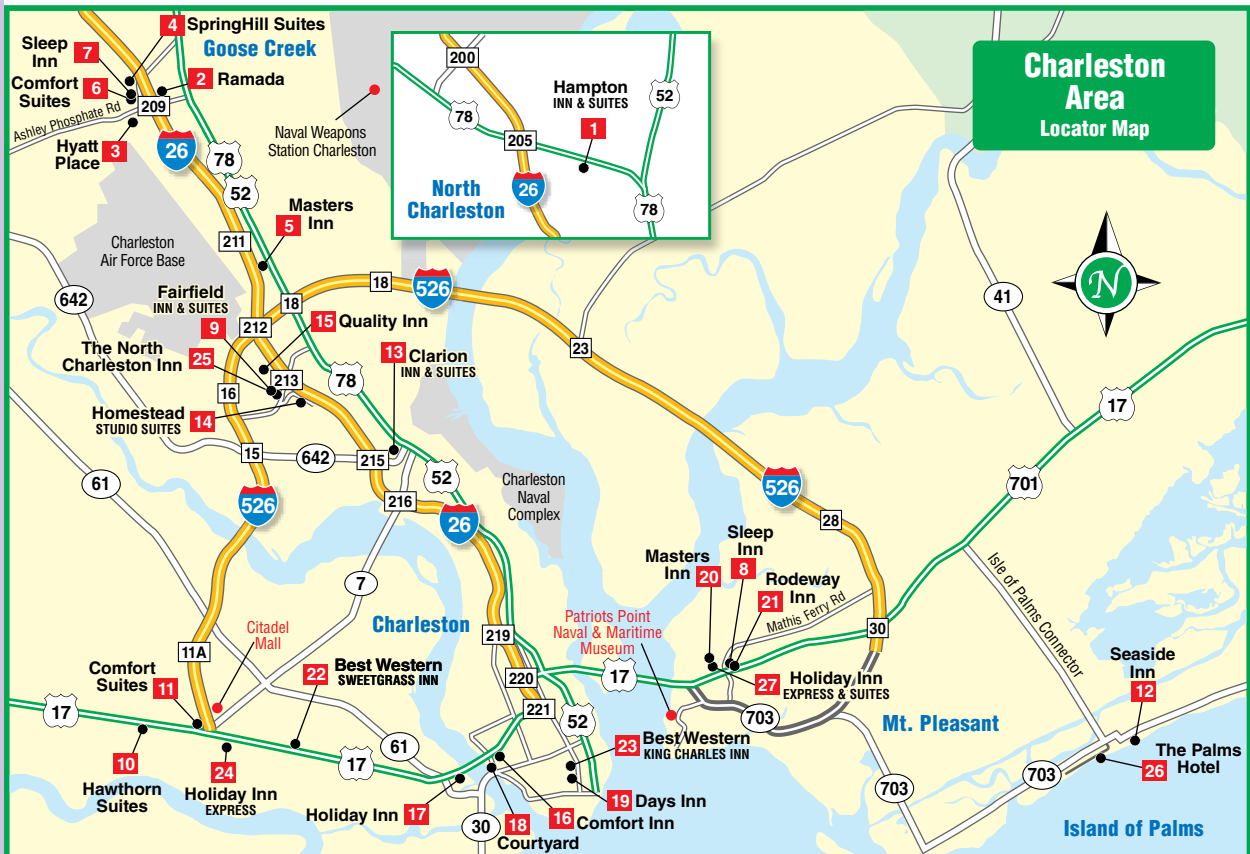 Charleston
Area
Locator Map
4 SpringHill Suites
Goose Creek
Sleep
Inn 7
Comfort
Suites 6
2 Ramada
209
Ashley Phosphate Rd
Hyatt
Place 3
26
78
52
Naval Weapons
Station Charleston
200
78
205
Hampton
INN & SUITES
1
52
North
Charleston
26
78
Masters
5 Inn
211
Charleston
Air Force Base
642
Fairfield
INN & SUITES
9
18
18
526
212
15 Quality Inn
The North
Charleston Inn
25
213
16
13 Clarion
INN & SUITES
78
23
41
17
Homestead
STUDIO SUITES 14
15
642
215
52
216
26
61
526
Charleston
Naval
Complex
526
28
701
7
Sleep
Inn
8
Masters
Inn 20
Rodeway
Inn
21
Mathis Ferry Rd
Isle of Palms Connector
30
Citadel
Mall
Charleston
Patriots Point
Naval & Maritime
Museum
219
11A
Comfort
Suites 11
22 Best Western
SWEETGRASS INN
220
17
27 Holiday Inn
EXPRESS & SUITES
Seaside
Inn
12
17
221
52
703
Mt. Pleasant
61
23 Best Western
KING CHARLES INN
10
Hawthorn
Suites
24
Holiday Inn
EXPRESS
17
703
The Palms
26 Hotel
Holiday Inn 17
19 Days Inn
703
30
18
Courtyard
16 Comfort Inn
Island of Palms
N